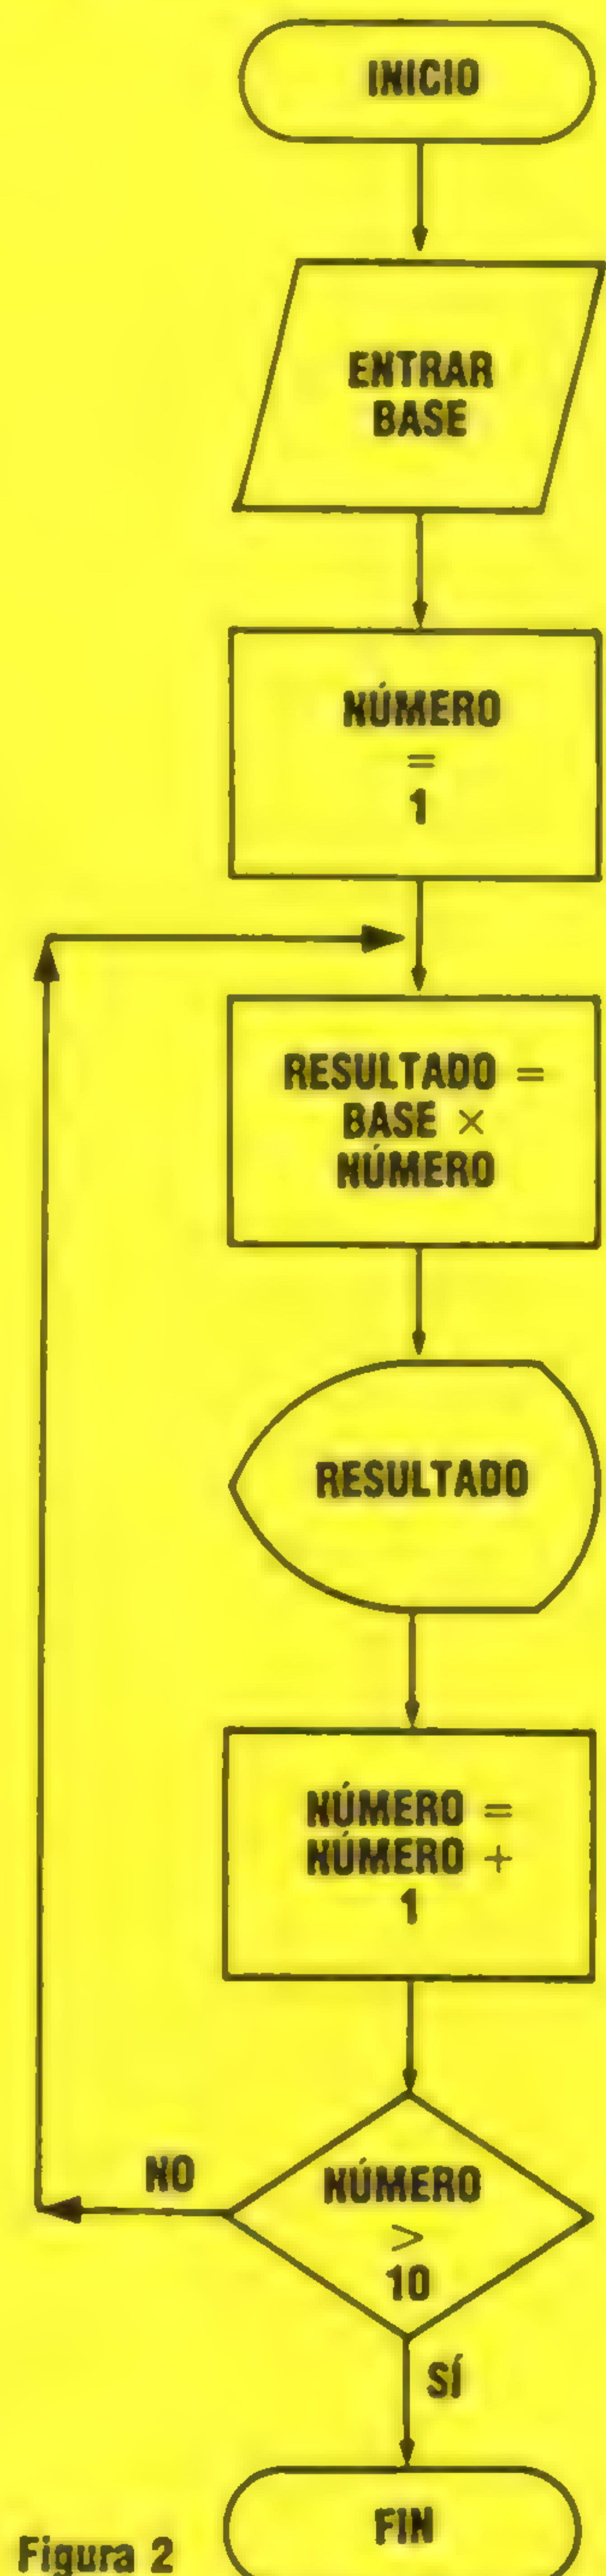 INICIO
ENTRAR
BASE
NÚMERO
=
1
RESULTADO =
BASE ×
NÚMERO
RESULTADO
NÚMERO =
NÚMERO +
1
NO
NÚMERO
>
10
SÍ
FIN
Figura 2